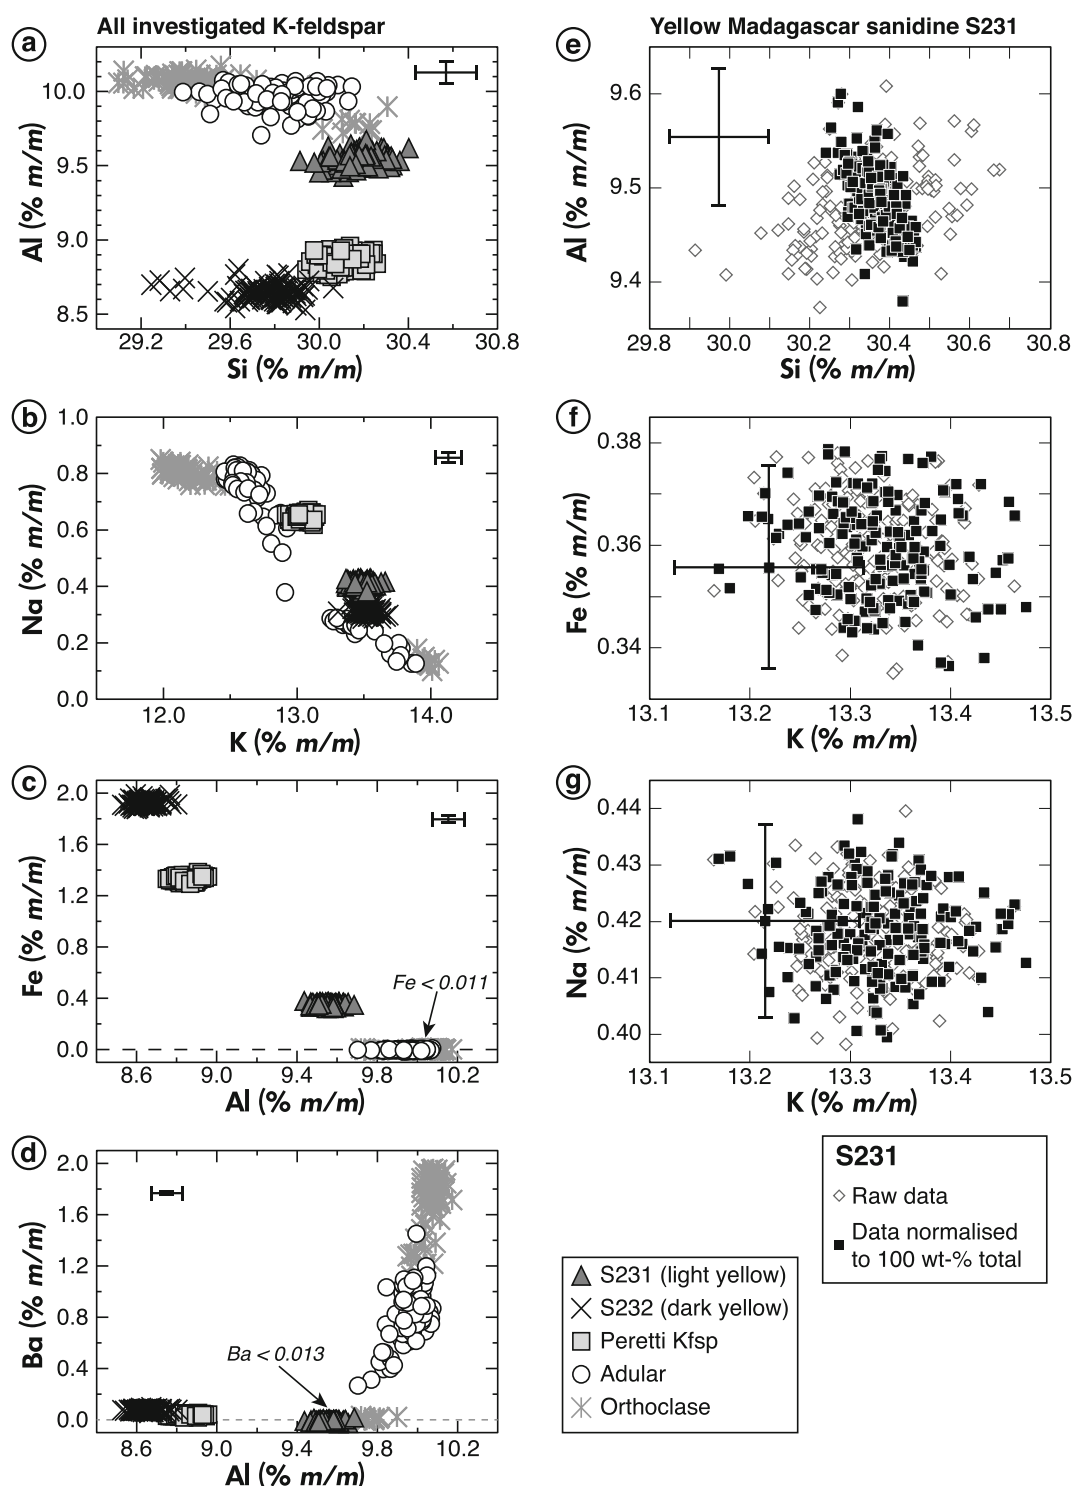 All investigated K-feldspar
a
10.0
9.5
9.0
8.5
Al (% m/m)
29.2 29.6 30.0 30.4 30.8
Si (% m/m)
b
1.0
0.8
0.6
0.4
0.2
0.0
Na (% m/m)
12.0 13.0 14.0
K (% m/m)
c
2.0
1.6
1.2
0.8
0.4
0.0
Fe (% m/m)
Fe < 0.011
8.6 9.0 9.4 9.8 10.2
Al (% m/m)
d
2.0
1.6
1.2
0.8
0.4
0.0
Ba (% m/m)
Ba < 0.013
8.6 9.0 9.4 9.8 10.2
Al (% m/m)
Yellow Madagascar sanidine S231
e
9.6
9.5
9.4
Al (% m/m)
29.8 30.0 30.2 30.4 30.6 30.8
Si (% m/m)
f
0.38
0.36
0.34
Fe (% m/m)
13.1 13.2 13.3 13.4 13.5
K (% m/m)
g
0.44
0.43
0.42
0.41
0.40
Na (% m/m)
13.1 13.2 13.3 13.4 13.5
K (% m/m)
S231
Raw data
Data normalised
to 100 wt-% total
S231 (light yellow)
S232 (dark yellow)
Peretti Kfsp
Adular
Orthoclase